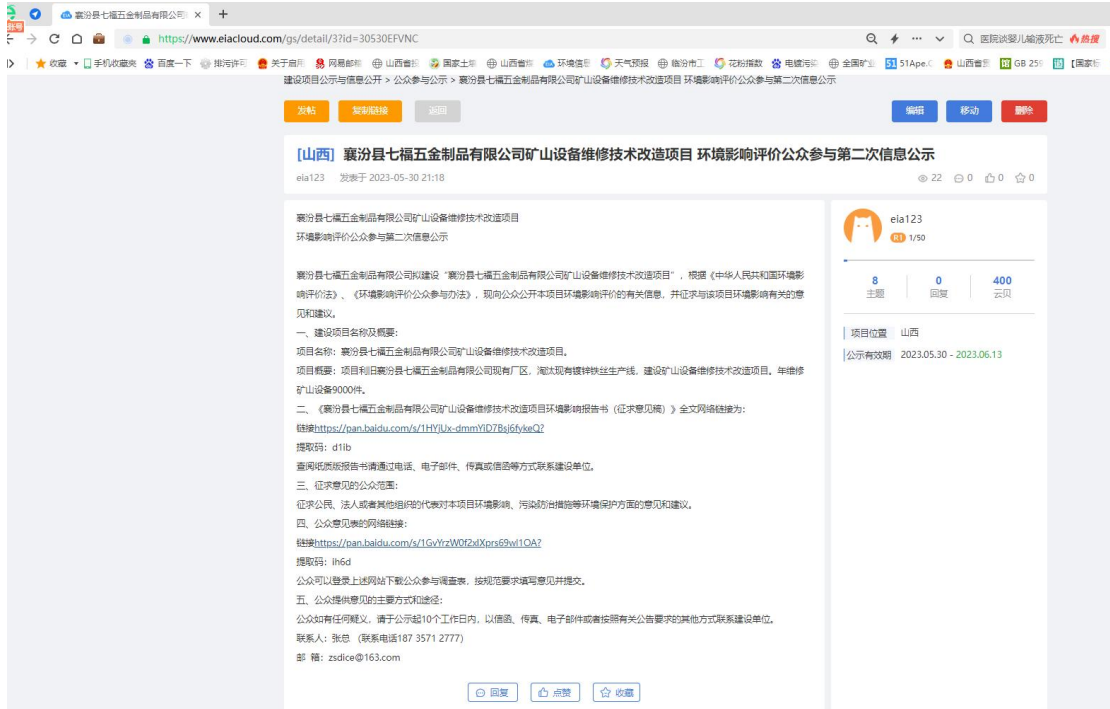 账号
襄汾县七福五金制品有限公司
https://www.eiacloud.com/gs/detail/3?id=30530EFVNC
医院谈婴儿输液死亡 热搜
收藏 手机收藏夹 百度一下 排污许可 关于启用 网易邮箱 山西省投 国家土壤 山西省生 环境信息 天气预报 临汾市工 花粉指数 电镀污染 全国矿业 51Ape.C 山西省芸 GB 259 【国家标
建设项目公示与信息公开 > 公众参与公示 > 襄汾县七福五金制品有限公司矿山设备维修技术改造项目 环境影响评价公众参与第二次信息公示
发帖 复制链接 返回 编辑 移动 删除
[山西] 襄汾县七福五金制品有限公司矿山设备维修技术改造项目 环境影响评价公众参与第二次信息公示
eia123 发表于 2023-05-30 21:18 22 0 0 0
襄汾县七福五金制品有限公司矿山设备维修技术改造项目
环境影响评价公众参与第二次信息公示
襄汾县七福五金制品有限公司拟建设“襄汾县七福五金制品有限公司矿山设备维修技术改造项目”，根据《中华人民共和国环境影
响评价法》、《环境影响评价公众参与办法》，现向公众公开本项目环境影响评价的有关信息，并征求与该项目环境影响有关的意
见和建议。
一、建设项目名称及概要：
项目名称：襄汾县七福五金制品有限公司矿山设备维修技术改造项目。
项目概要：项目利旧襄汾县七福五金制品有限公司现有厂区，淘汰现有镀锌铁丝生产线，建设矿山设备维修技术改造项目。年维修
矿山设备9000件。
二、《襄汾县七福五金制品有限公司矿山设备维修技术改造项目环境影响报告书（征求意见稿）》全文网络链接为：
链接https://pan.baidu.com/s/1HYjUx-dmmYiD7Bsj6fykeQ?
提取码：d1ib
查阅纸质版报告书请通过电话、电子邮件、传真或信函等方式联系建设单位。
三、征求意见的公众范围：
征求公民、法人或者其他组织的代表对本项目环境影响、污染防治措施等环境保护方面的意见和建议。
四、公众意见表的网络链接：
链接https://pan.baidu.com/s/1GvYrzW0f2xlXprs69wl1OA?
提取码：ih6d
公众可以登录上述网站下载公众参与调查表，按规范要求填写意见并提交。
五、公众提供意见的主要方式和途径：
公众如有任何疑义，请于公示起10个工作日内，以信函、传真、电子邮件或者按照有关公告要求的其他方式联系建设单位。
联系人：张总 （联系电话187 3571 2777）
邮 箱：zsdice@163.com
回复 点赞 收藏
eia123
R1 1/50
8 0 400
主题 回复 云贝
项目位置 山西
公示有效期 2023.05.30 - 2023.06.13